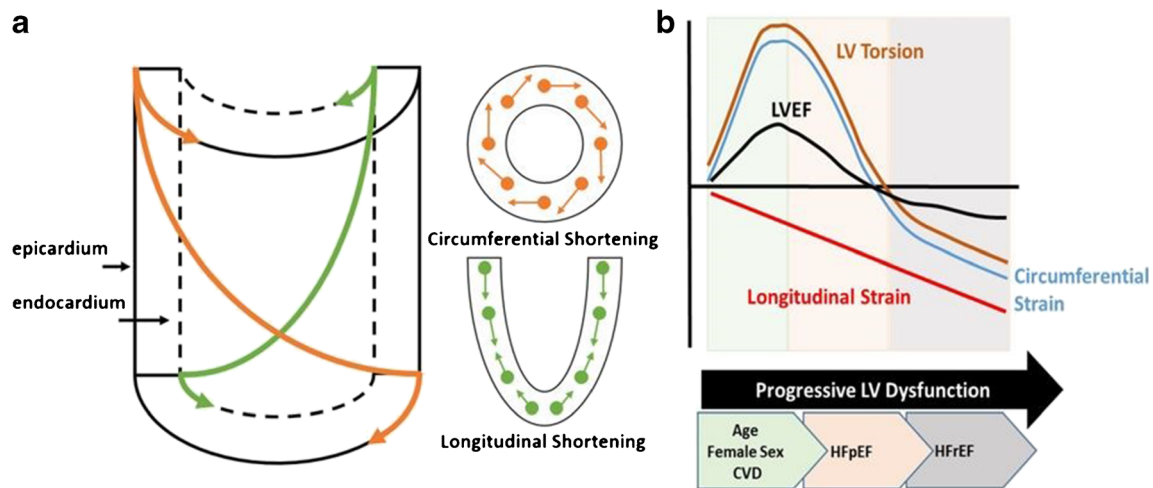 a
epicardium
endocardium
Circumferential Shortening
Longitudinal Shortening
b
LV Torsion
LVEF
Longitudinal Strain
Circumferential
Strain
Progressive LV Dysfunction
Age
Female Sex
CVD
HFpEF
HFrEF